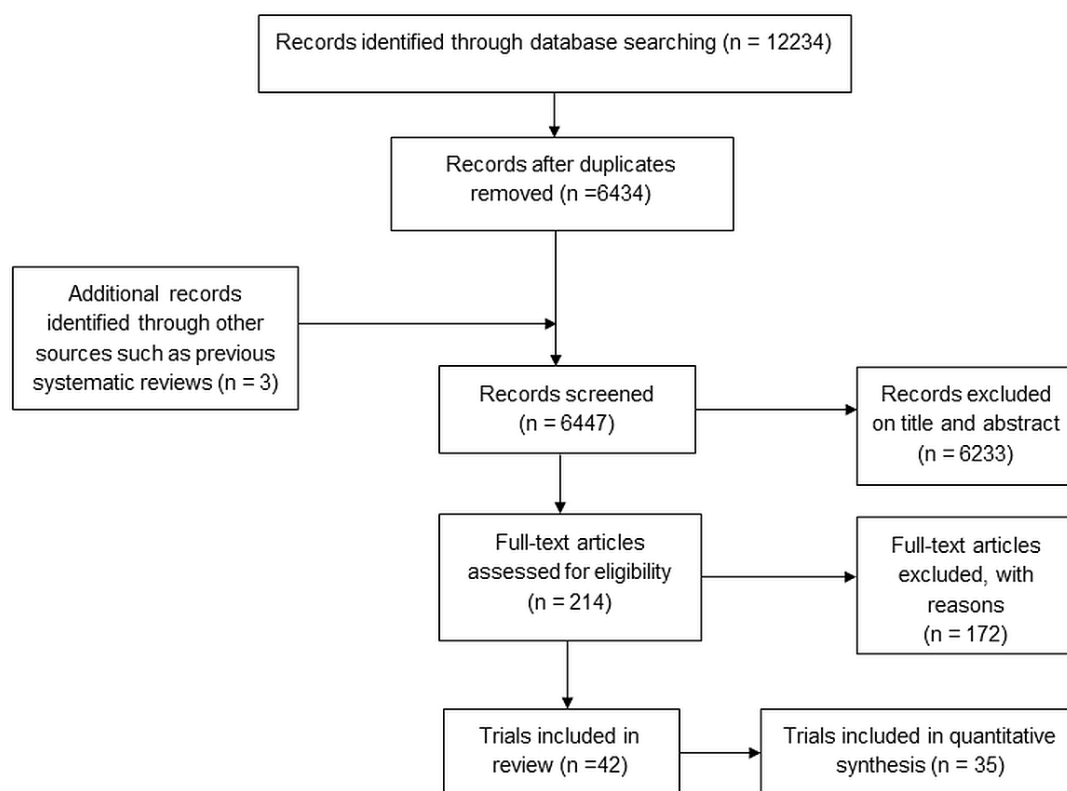 Records identified through database searching (n = 12234)
Records after duplicates
removed (n =6434)
Additional records
identified through other
sources such as previous
systematic reviews (n = 3)
Records screened
(n = 6447)
Records excluded
on title and abstract
(n = 6233)
Full-text articles
assessed for eligibility
(n = 214)
Full-text articles
excluded, with
reasons
(n = 172)
Trials included in
review (n =42)
Trials included in quantitative
synthesis (n = 35)